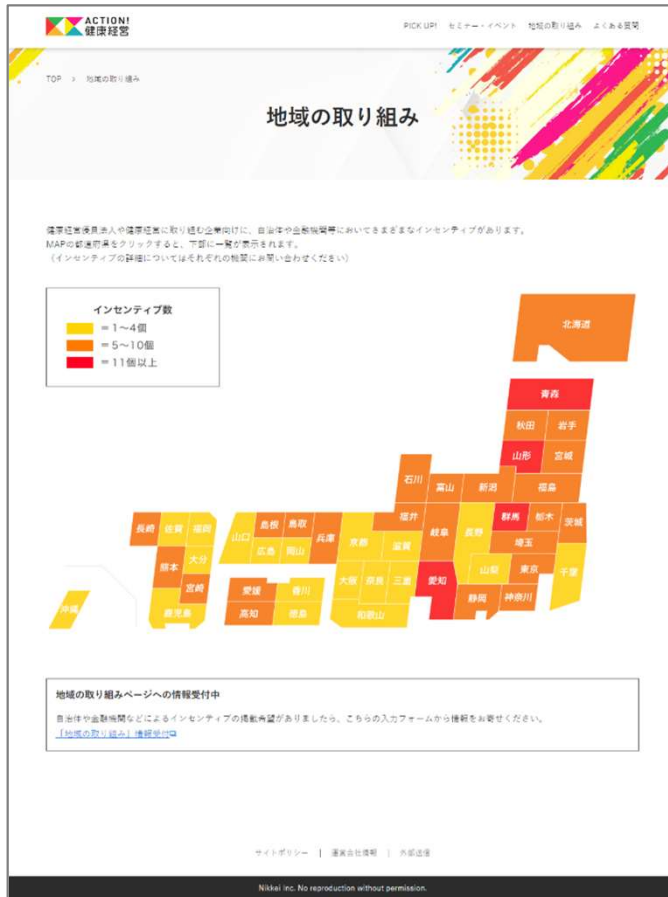 ACTION!
健康経営
PICK UP! セミナー・イベント 地域の取り組み よくある質問
TOP > 地域の取り組み
地域の取り組み
健康経営優良法人や健康経営に取り組む企業向けに、自治体や金融機関等においてさまざまなインセンティブがあります。
MAPの都道府県をクリックすると、下部に一覧が表示されます。
（インセンティブの詳細についてはそれぞれの機関にお問い合わせください）
インセンティブ数
＝1〜4個
＝5〜10個
＝11個以上
北海道
青森
秋田 岩手
山形 宮城
石川 富山 新潟 福島
福井 岐阜 長野 群馬 栃木 茨城
埼玉
山梨 東京 千葉
静岡 神奈川
愛知
京都 滋賀
大阪 奈良 三重
和歌山
山口 島根 鳥取 兵庫
広島 岡山
愛媛 香川
高知 徳島
長崎 佐賀 福岡
熊本 大分
宮崎
鹿児島
沖縄
地域の取り組みページへの情報受付中
自治体や金融機関などによるインセンティブの掲載希望がありましたら、こちらの入力フォームから情報をお寄せください。
「地域の取り組み」情報受付
サイトポリシー | 運営会社情報 | 外部送信
Nikkei Inc. No reproduction without permission.